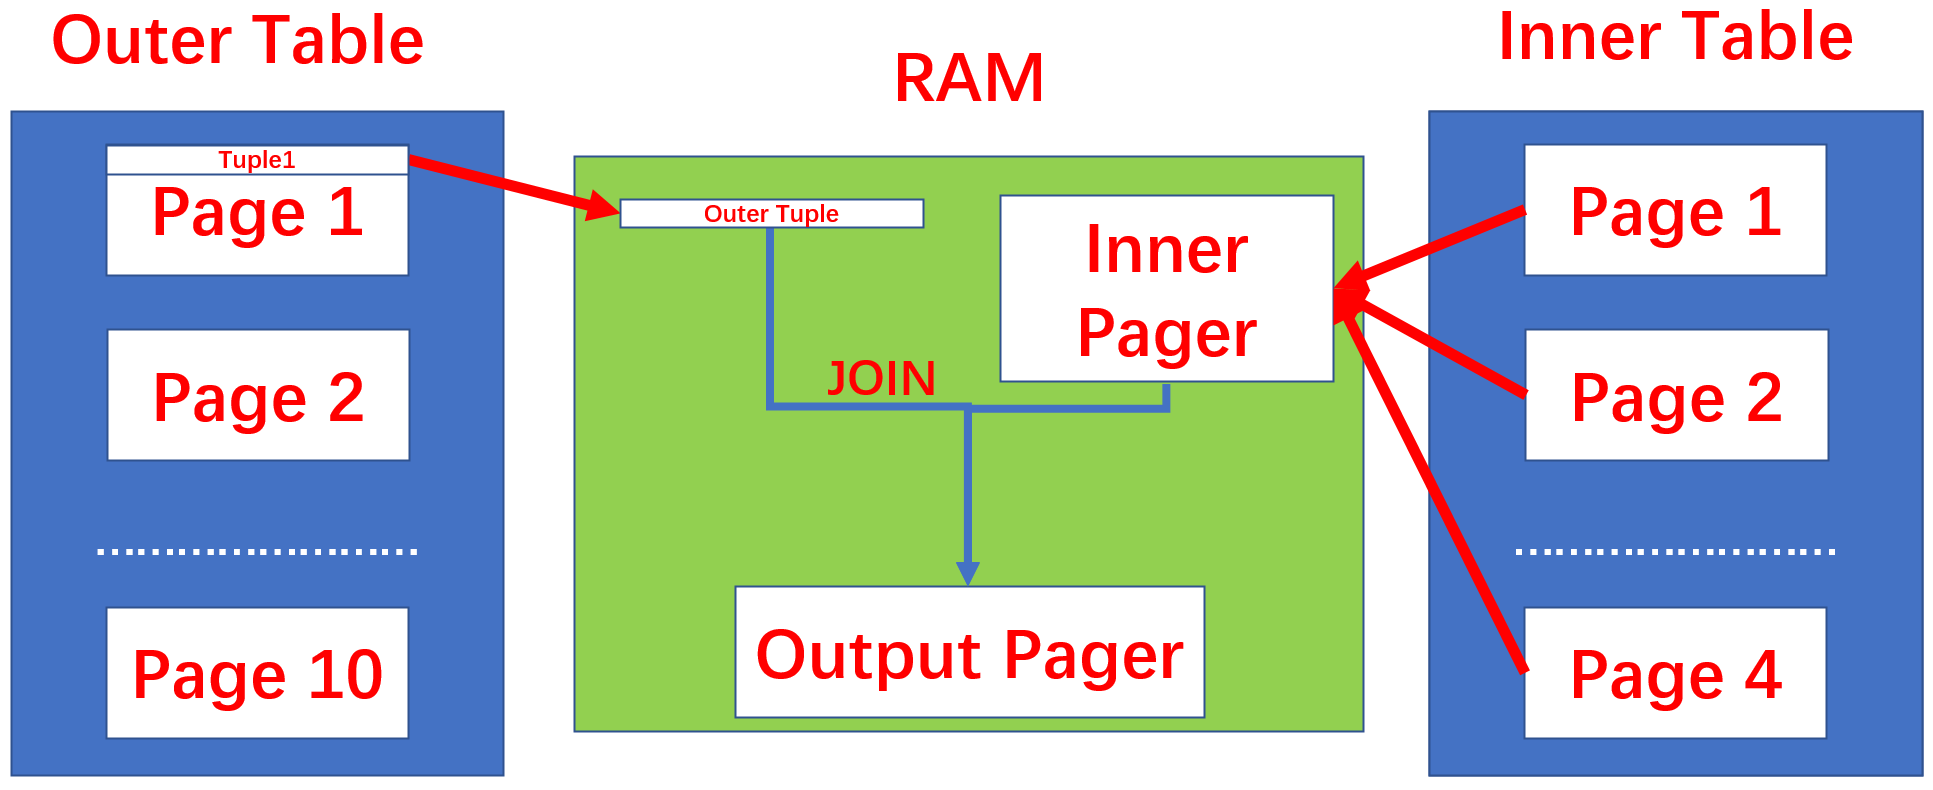 Outer Table
Tuple1
Page 1
Page 2
Page 10
RAM
Outer Tuple
Inner
Pager
JOIN
Output Pager
Inner Table
Page 1
Page 2
Page 4